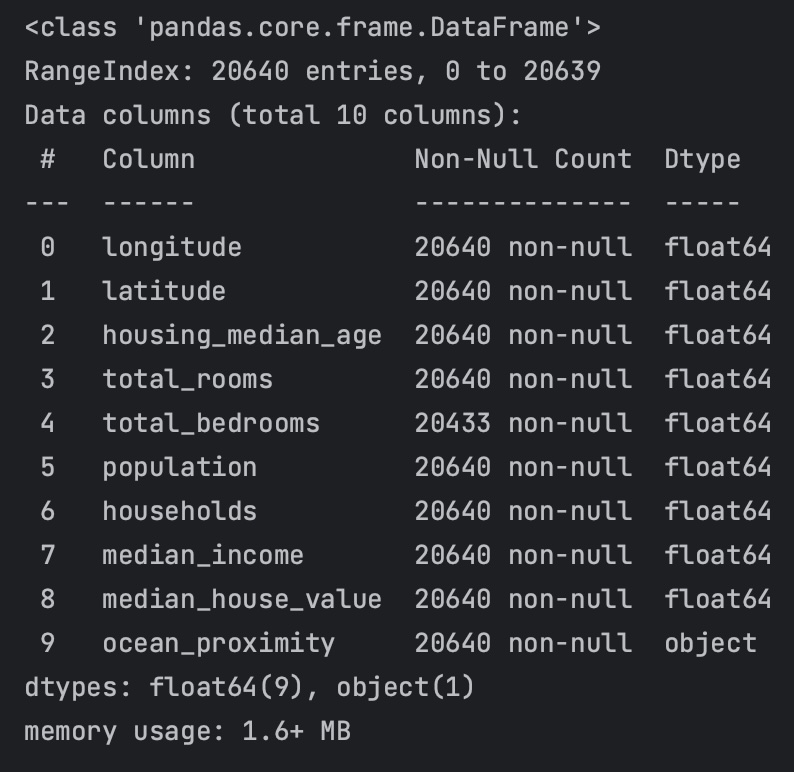 <class 'pandas.core.frame.DataFrame'>
RangeIndex: 20640 entries, 0 to 20639
Data columns (total 10 columns):
 #   Column              Non-Null Count  Dtype
---  ------              --------------  -----
 0   longitude           20640 non-null  float64
 1   latitude            20640 non-null  float64
 2   housing_median_age  20640 non-null  float64
 3   total_rooms         20640 non-null  float64
 4   total_bedrooms      20433 non-null  float64
 5   population          20640 non-null  float64
 6   households          20640 non-null  float64
 7   median_income       20640 non-null  float64
 8   median_house_value  20640 non-null  float64
 9   ocean_proximity     20640 non-null  object
dtypes: float64(9), object(1)
memory usage: 1.6+ MB